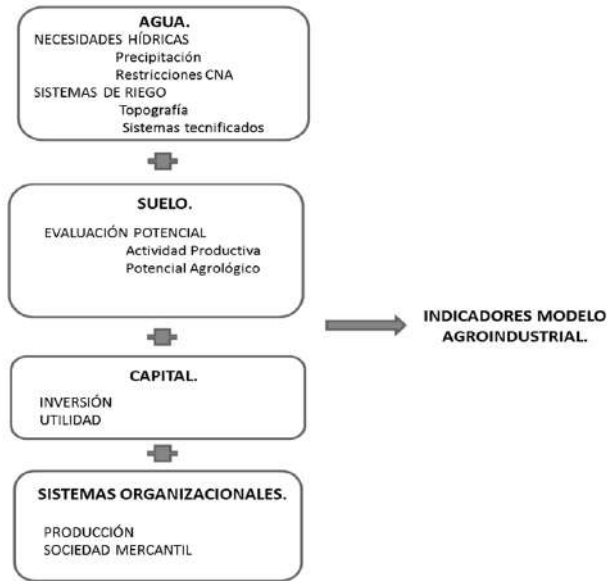 AGUA.
NECESIDADES HÍDRICAS
Precipitación
Restricciones CNA
SISTEMAS DE RIEGO
Topografía
Sistemas tecnificados
SUELO.
EVALUACIÓN POTENCIAL
Actividad Productiva
Potencial Agrológico
INDICADORES MODELO
AGROINDUSTRIAL.
CAPITAL.
INVERSIÓN
UTILIDAD
SISTEMAS ORGANIZACIONALES.
PRODUCCIÓN
SOCIEDAD MERCANTIL